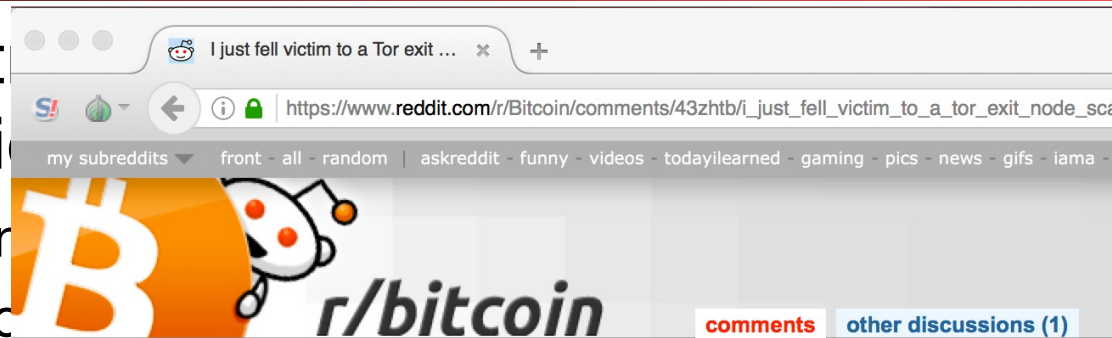 I just fell victim to a Tor exit …
S!
https://www.reddit.com/r/Bitcoin/comments/43zhtb/i_just_fell_victim_to_a_tor_exit_node_sca
my subreddits front - all - random | askreddit - funny - videos - todayilearned - gaming - pics - news - gifs - iama -
r/bitcoin
comments other discussions (1)